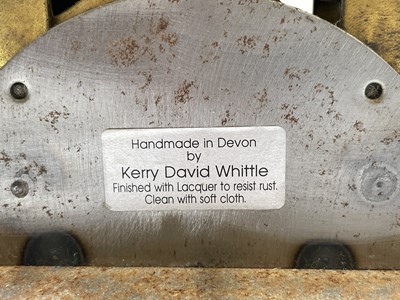 Handmade in Devon
by
Kerry David Whittle
Finished with Lacquer to resist rust.
Clean with soft cloth.